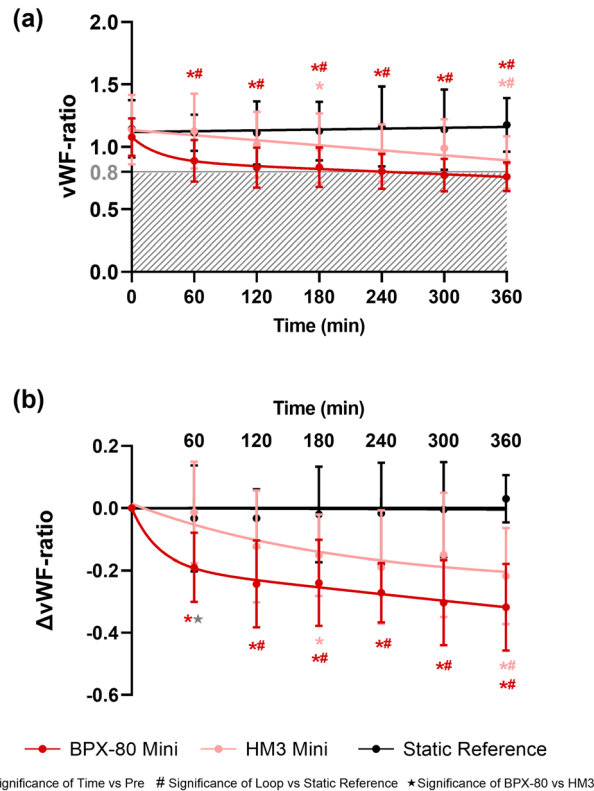 (a)
vWF-ratio
2.0
*# *# *# *# *# *#
* *#
1.5
1.0
0.8
0.5
0.0
0 60 120 180 240 300 360
Time (min)
(b)
Time (min)
ΔvWF-ratio
60 120 180 240 300 360
0.2
0.0
-0.2
-0.4
*★ * *#
*# *# *# *# *#
-0.6
BPX-80 Mini HM3 Mini Static Reference
ignificance of Time vs Pre # Significance of Loop vs Static Reference ★Significance of BPX-80 vs HM3